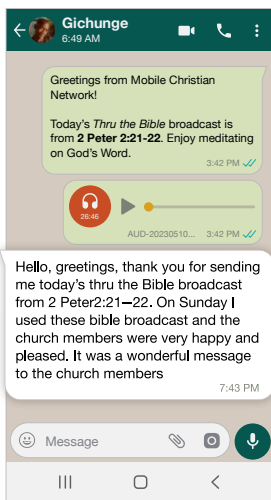 Gichunge
6:49 AM
Greetings from Mobile Christian
Network!
Today's Thru the Bible broadcast is
from 2 Peter 2:21-22. Enjoy meditating
on God's Word.
3:42 PM
26:46
AUD-20230510... 3:42 PM
Hello, greetings, thank you for sending
me today's thru the Bible broadcast
from 2 Peter2:21—22. On Sunday I
used these bible broadcast and the
church members were very happy and
pleased. It was a wonderful message
to the church members
7:43 PM
Message